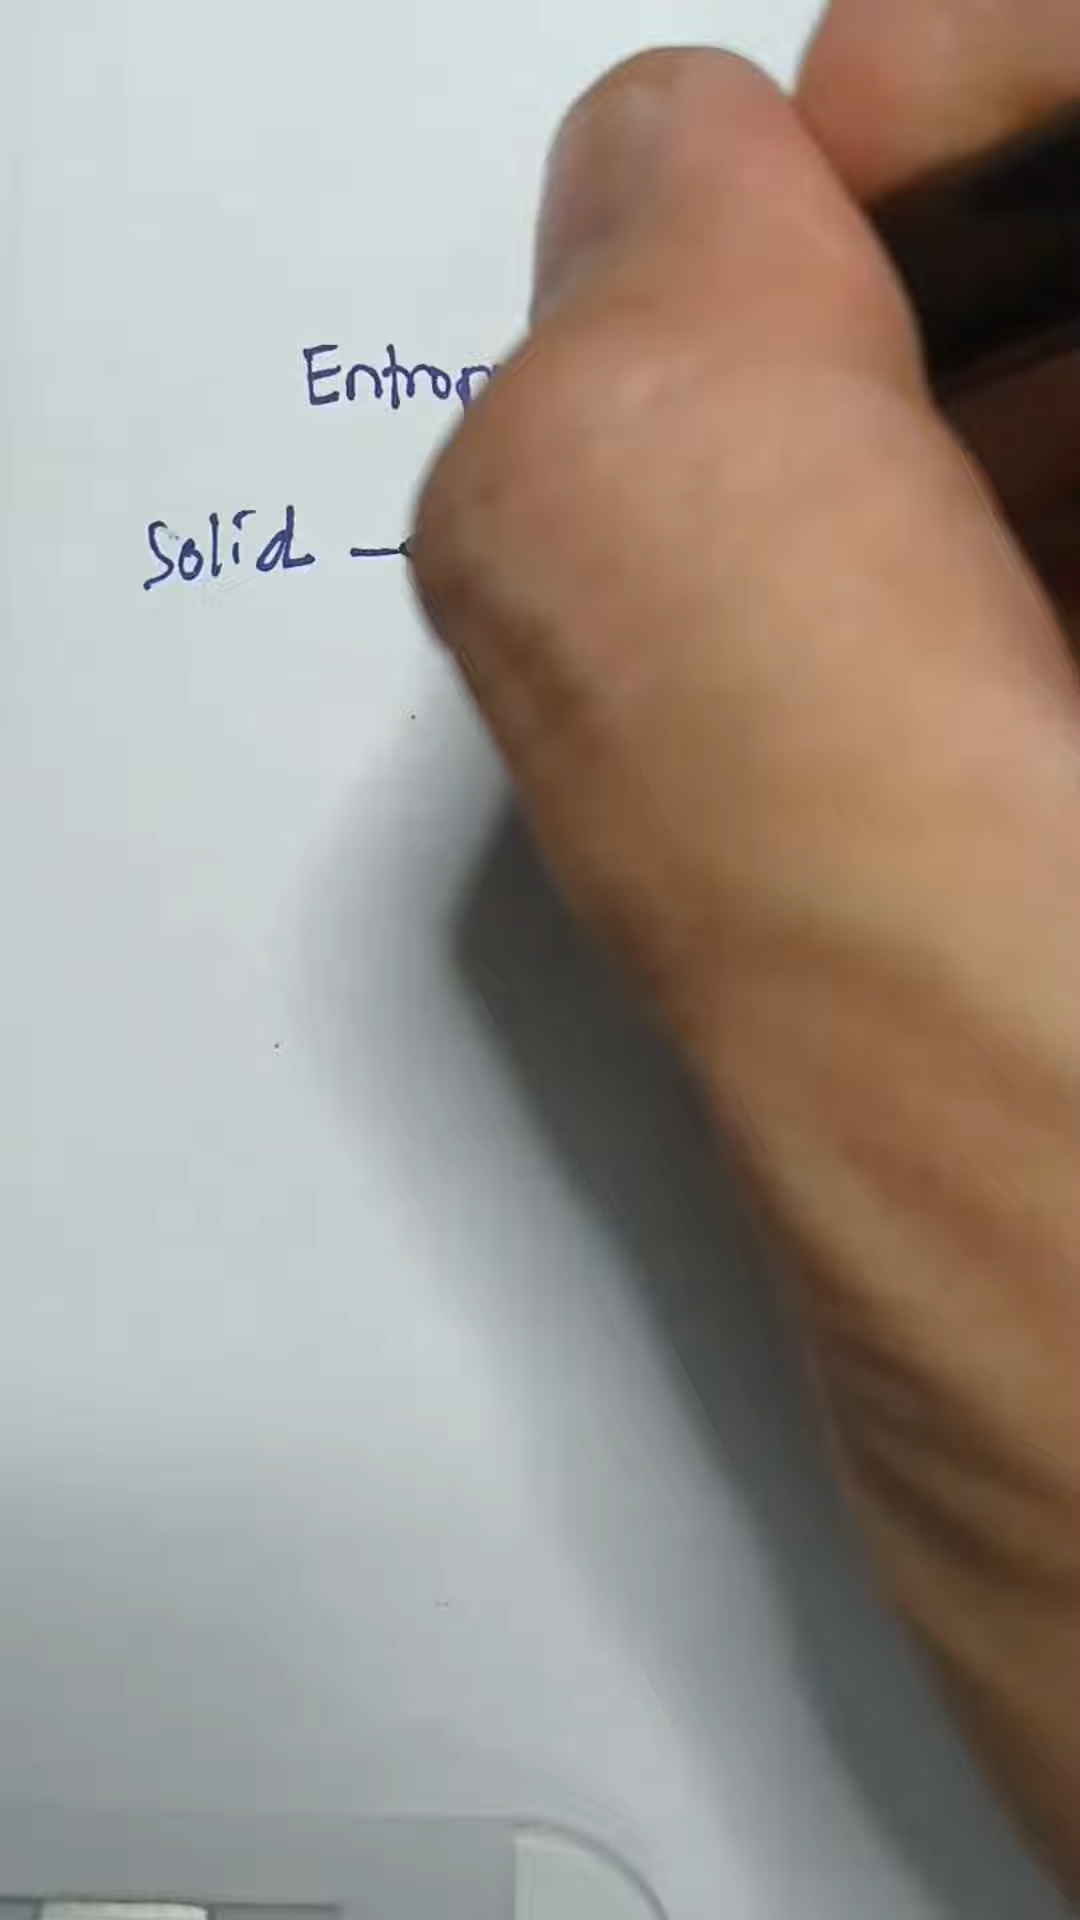 Entrop
Solid —